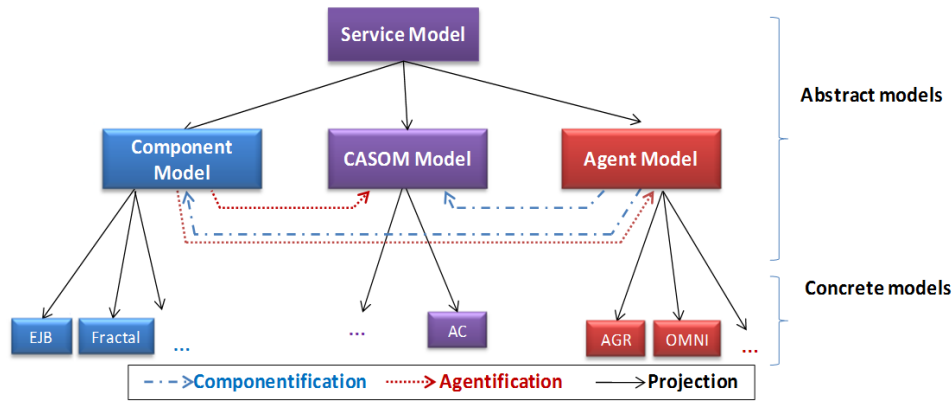 Service Model
Abstract models
Component
Model
CASOM Model
Agent Model
Concrete models
EJB
Fractal
...
...
AC
AGR
OMNI
...
Componentification
Agentification
Projection